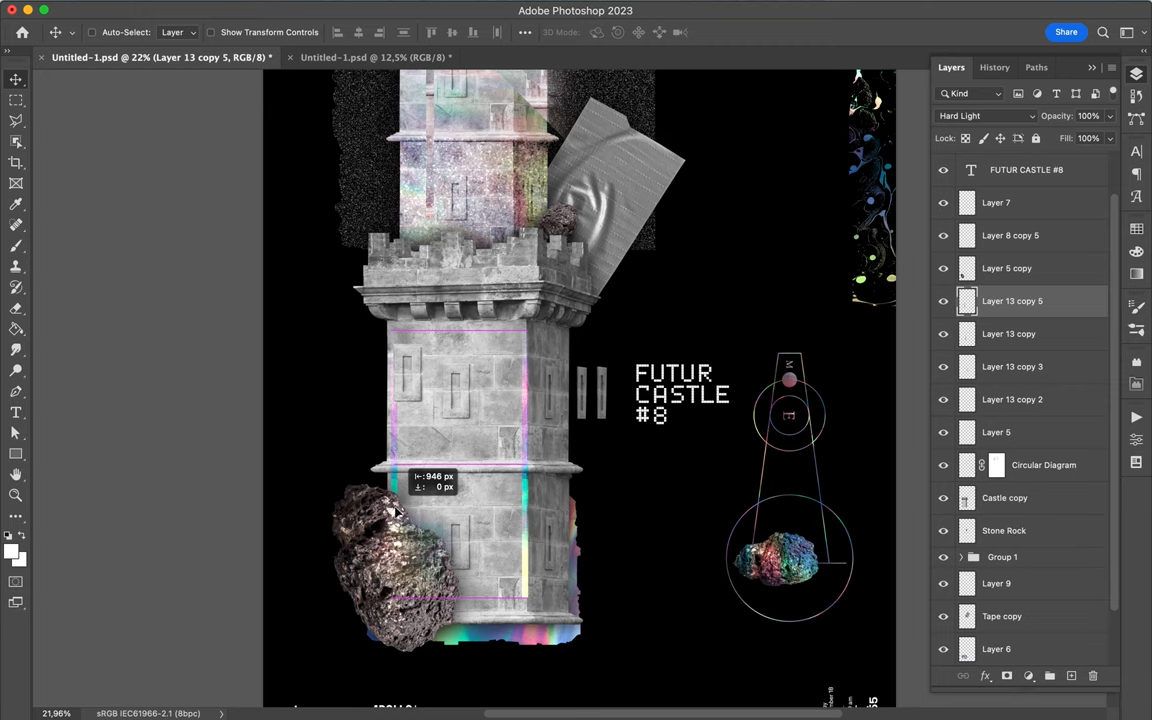 Adobe Photoshop 2023
Auto-Select: Layer Show Transform Controls
3D Mode:
Share
Untitled-1.psd @ 22% (Layer 13 copy 5, RGB/8) *
Untitled-1.psd @ 12,5% (RGB/8) *
Layers History Paths
Kind
Hard Light Opacity: 100%
Lock: Fill: 100%
FUTUR CASTLE #8
Layer 7
Layer 8 copy 5
Layer 5 copy
Layer 13 copy 5
Layer 13 copy
Layer 13 copy 3
Layer 13 copy 2
Layer 5
Circular Diagram
Castle copy
Stone Rock
Group 1
Layer 9
Tape copy
Layer 6
FUTUR
CASTLE
#8
M
E
946 px
0 px
21,96% sRGB IEC61966-2.1 (8bpc)